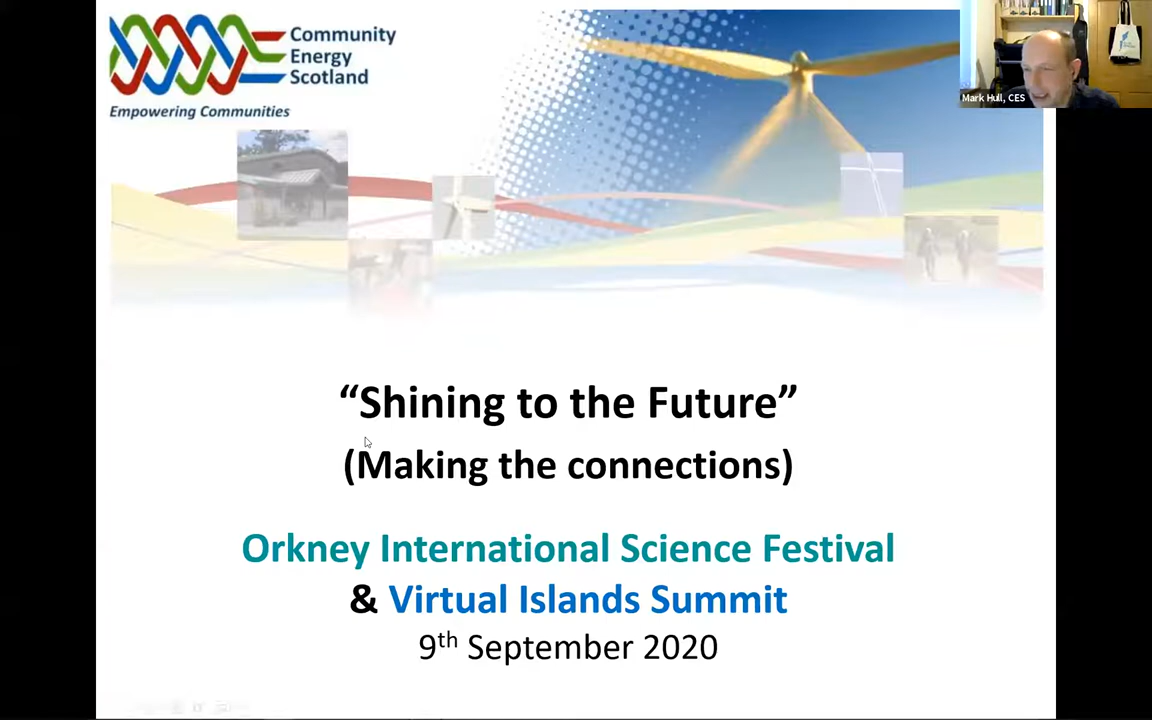 Community
Energy
Scotland
Empowering Communities
Mark Hull, CES
“Shining to the Future”
(Making the connections)
Orkney International Science Festival
& Virtual Islands Summit
9th September 2020